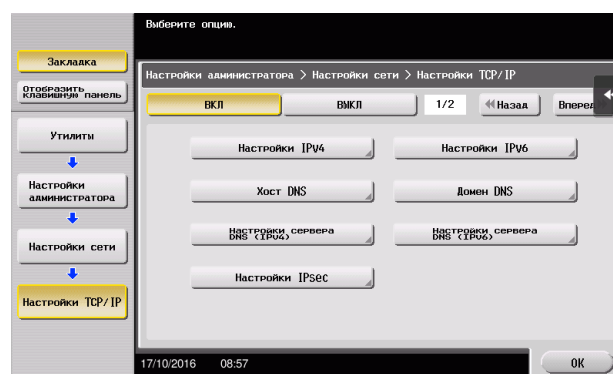 Выберите опцию.
Закладка
Отобразить
клавишную панель
Утилиты
Настройки
администратора
Настройки сети
Настройки TCP/IP
Настройки администратора > Настройки сети > Настройки TCP/IP
ВКЛ
ВЫКЛ
1/2
Назад
Вперед
Настройки IPv4
Настройки IPv6
Хост DNS
Домен DNS
Настройки сервера
DNS (IPv4)
Настройки сервера
DNS (IPv6)
Настройки IPsec
17/10/2016 08:57
OK